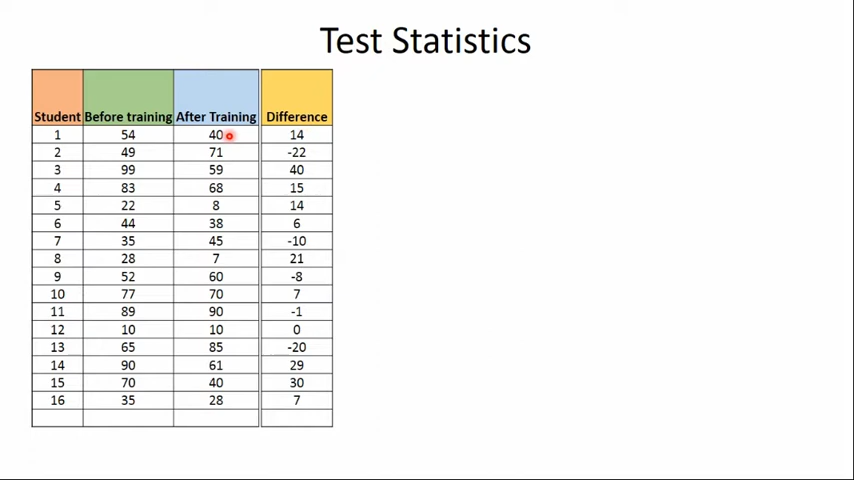 Test Statistics
Student Before training After Training Difference
1 54 40 14
2 49 71 -22
3 99 59 40
4 83 68 15
5 22 8 14
6 44 38 6
7 35 45 -10
8 28 7 21
9 52 60 -8
10 77 70 7
11 89 90 -1
12 10 10 0
13 65 85 -20
14 90 61 29
15 70 40 30
16 35 28 7